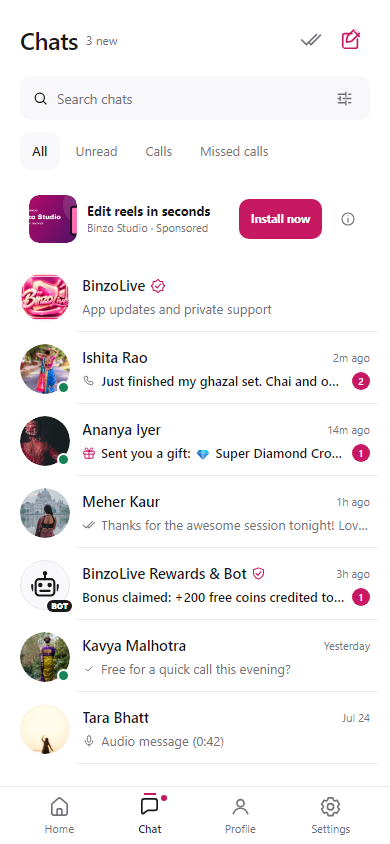 Chats 3 new
Search chats
All Unread Calls Missed calls
Edit reels in seconds
Binzo Studio · Sponsored
Install now
BinzoLive
App updates and private support
Ishita Rao 2m ago
Just finished my ghazal set. Chai and o... 2
Ananya Iyer 14m ago
Sent you a gift: 💎 Super Diamond Cro... 1
Meher Kaur 1h ago
Thanks for the awesome session tonight! Lov...
BinzoLive Rewards & Bot 3h ago
Bonus claimed: +200 free coins credited to... 1
BOT
Kavya Malhotra Yesterday
Free for a quick call this evening?
Tara Bhatt Jul 24
Audio message (0:42)
Home Chat Profile Settings